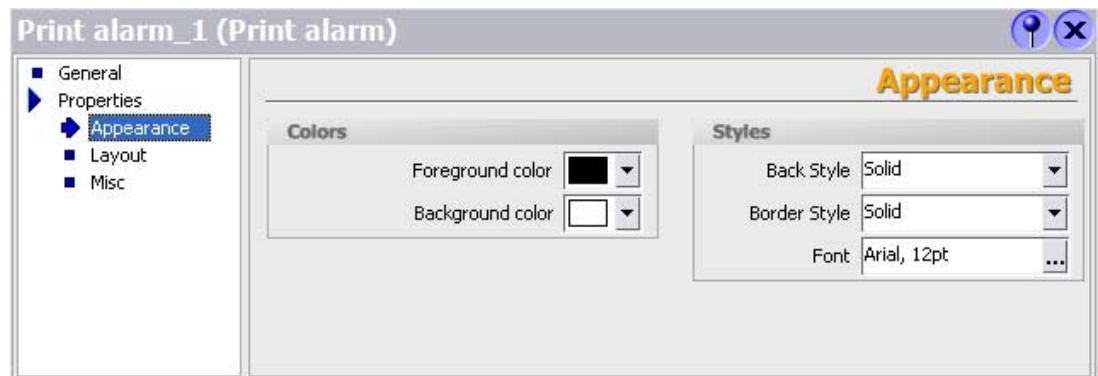 Print alarm_1 (Print alarm)
General
Properties
Appearance
Layout
Misc
Appearance
Colors
Foreground color
Background color
Styles
Back Style Solid
Border Style Solid
Font Arial, 12pt ...